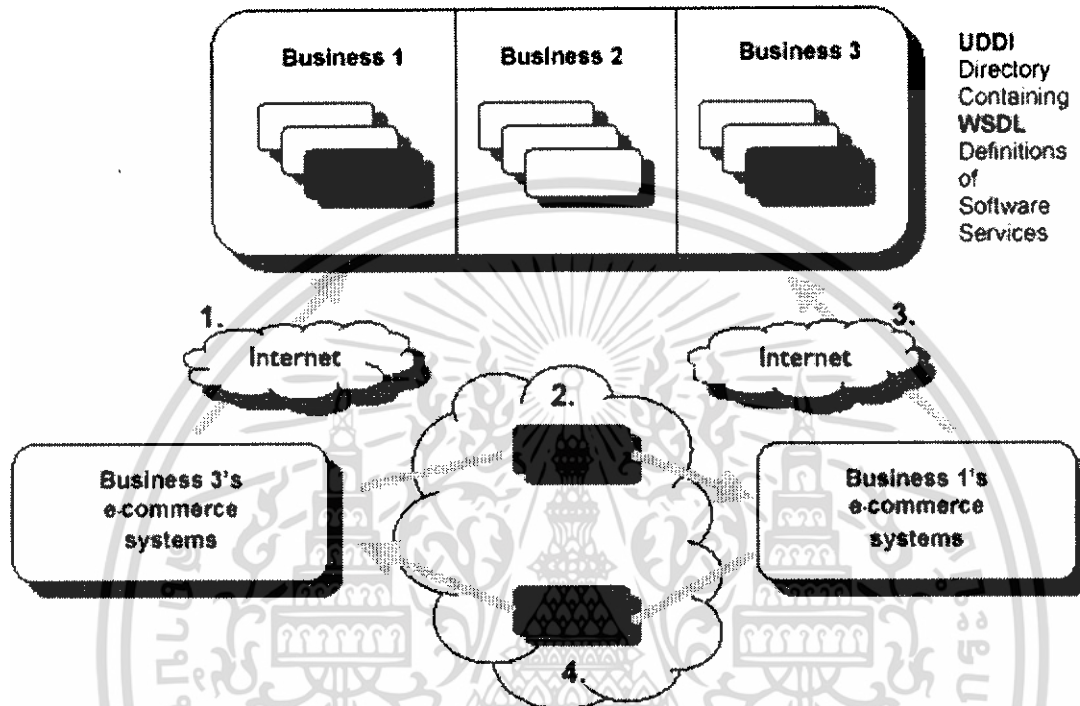 Business 1
Business 2
Business 3
UDDI
Directory
Containing
WSDL
Definitions
of
Software
Services
1.
Internet
2.
3.
Internet
Business 3's
e-commerce
systems
Business 1's
e-commerce
systems
4.